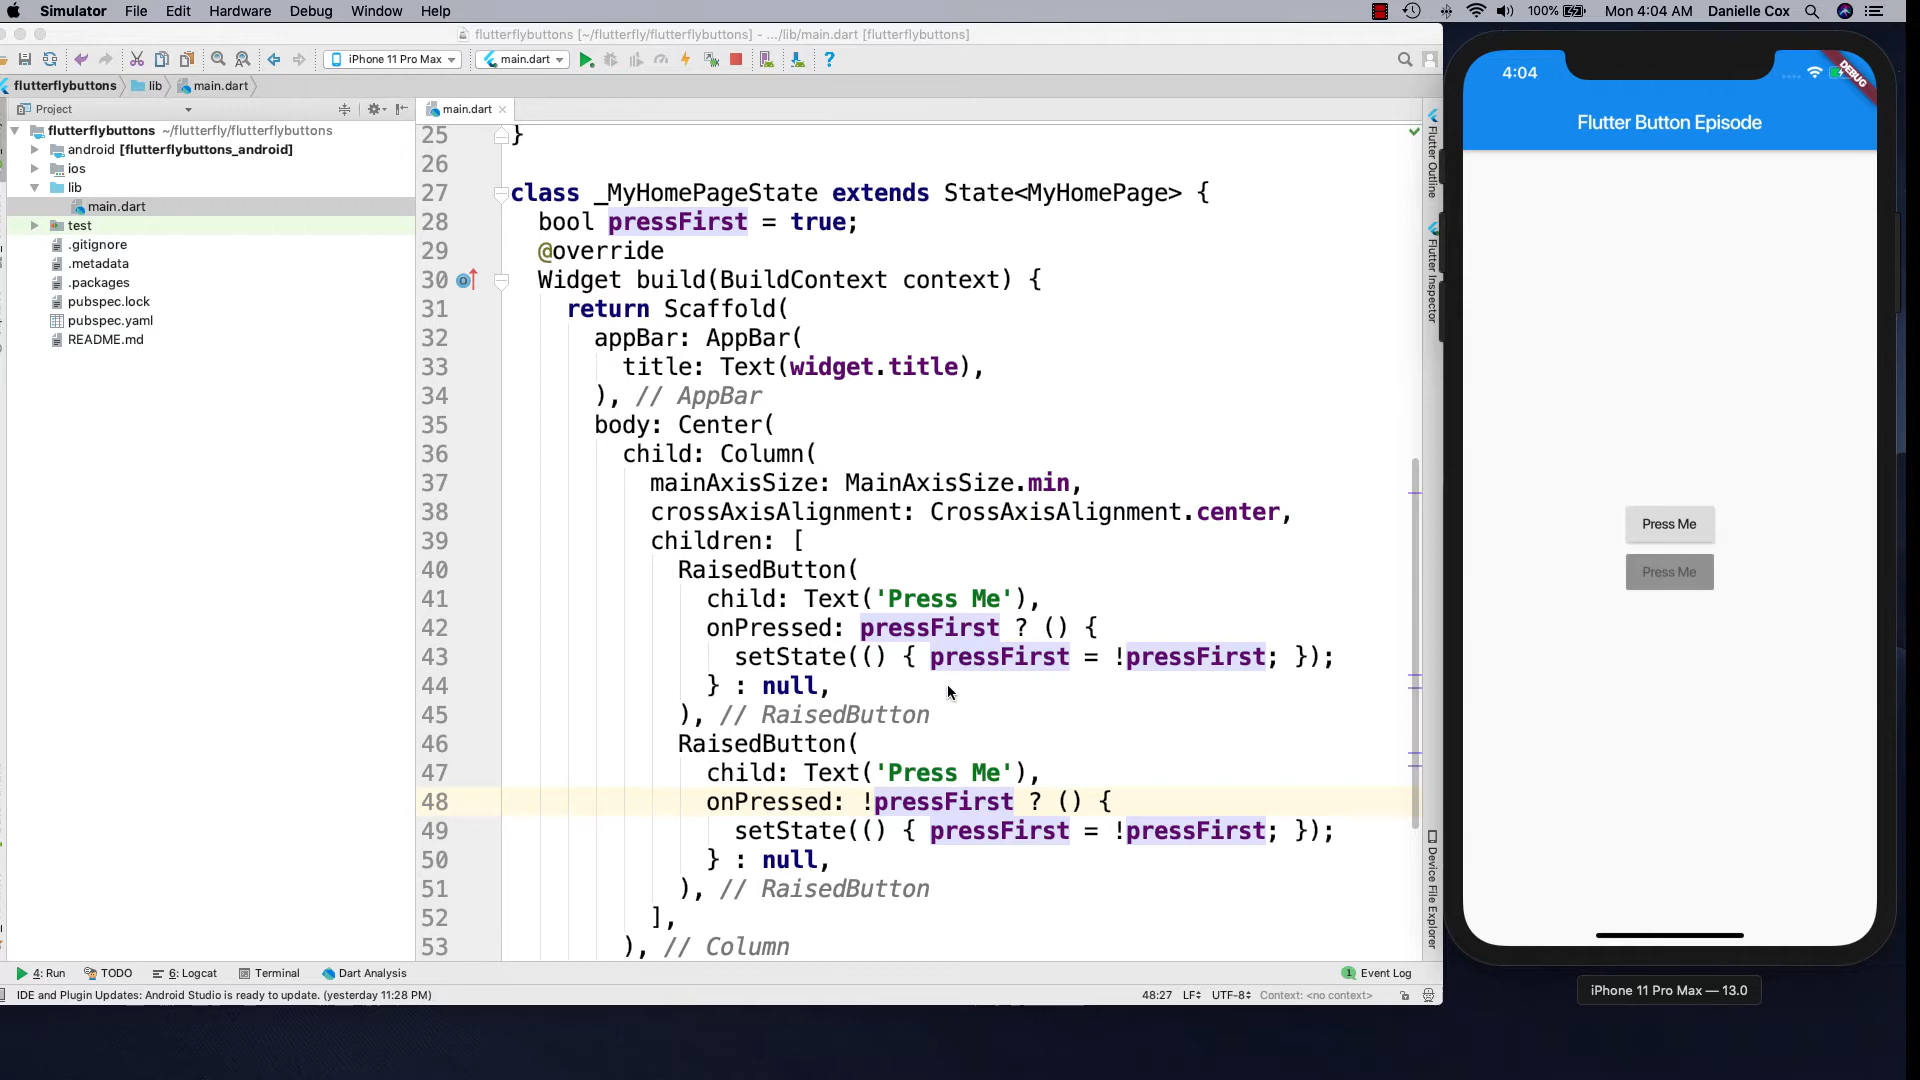 Simulator File Edit Hardware Debug Window Help 100% Mon 4:04 AM Danielle Cox
flutterflybuttons [~/flutterfly/flutterflybuttons] - .../lib/main.dart [flutterflybuttons]
iPhone 11 Pro Max main.dart ?
flutterflybuttons lib main.dart
Project
main.dart
flutterflybuttons ~/flutterfly/flutterflybuttons
android [flutterflybuttons_android]
ios
lib
main.dart
test
.gitignore
.metadata
.packages
pubspec.lock
pubspec.yaml
README.md
25 }
26
27 class _MyHomePageState extends State<MyHomePage> {
28 bool pressFirst = true;
29 @override
30 Widget build(BuildContext context) {
31 return Scaffold(
32 appBar: AppBar(
33 title: Text(widget.title),
34 ), // AppBar
35 body: Center(
36 child: Column(
37 mainAxisSize: MainAxisSize.min,
38 crossAxisAlignment: CrossAxisAlignment.center,
39 children: [
40 RaisedButton(
41 child: Text('Press Me'),
42 onPressed: pressFirst ? () {
43 setState(() { pressFirst = !pressFirst; });
44 } : null,
45 ), // RaisedButton
46 RaisedButton(
47 child: Text('Press Me'),
48 onPressed: !pressFirst ? () {
49 setState(() { pressFirst = !pressFirst; });
50 } : null,
51 ), // RaisedButton
52 ],
53 ), // Column
Flutter Outline
Flutter Inspector
Device File Explorer
4: Run TODO 6: Logcat Terminal Dart Analysis 1 Event Log
IDE and Plugin Updates: Android Studio is ready to update. (yesterday 11:28 PM) 48:27 LF UTF-8 Context: <no context>
4:04
DEBUG
Flutter Button Episode
Press Me
Press Me
iPhone 11 Pro Max — 13.0